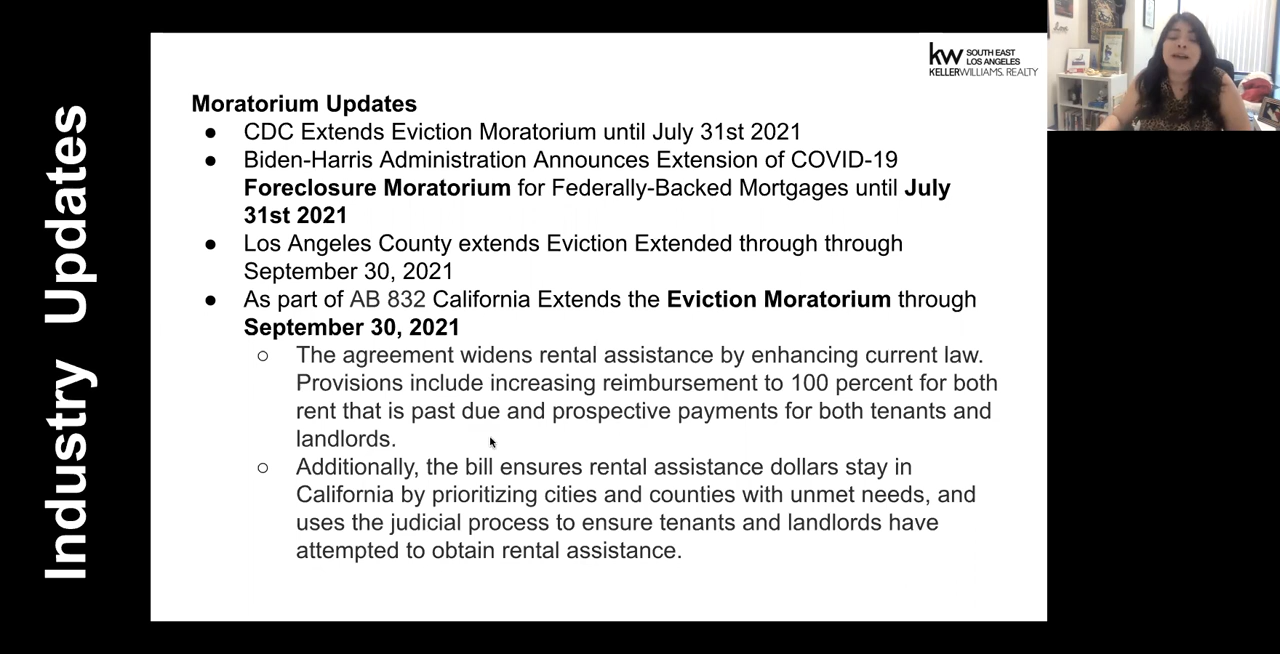 Industry Updates
kw SOUTH EAST
LOS ANGELES
KELLERWILLIAMS. REALTY
Moratorium Updates
● CDC Extends Eviction Moratorium until July 31st 2021
● Biden-Harris Administration Announces Extension of COVID-19
Foreclosure Moratorium for Federally-Backed Mortgages until July
31st 2021
● Los Angeles County extends Eviction Extended through through
September 30, 2021
● As part of AB 832 California Extends the Eviction Moratorium through
September 30, 2021
○ The agreement widens rental assistance by enhancing current law.
Provisions include increasing reimbursement to 100 percent for both
rent that is past due and prospective payments for both tenants and
landlords.
○ Additionally, the bill ensures rental assistance dollars stay in
California by prioritizing cities and counties with unmet needs, and
uses the judicial process to ensure tenants and landlords have
attempted to obtain rental assistance.